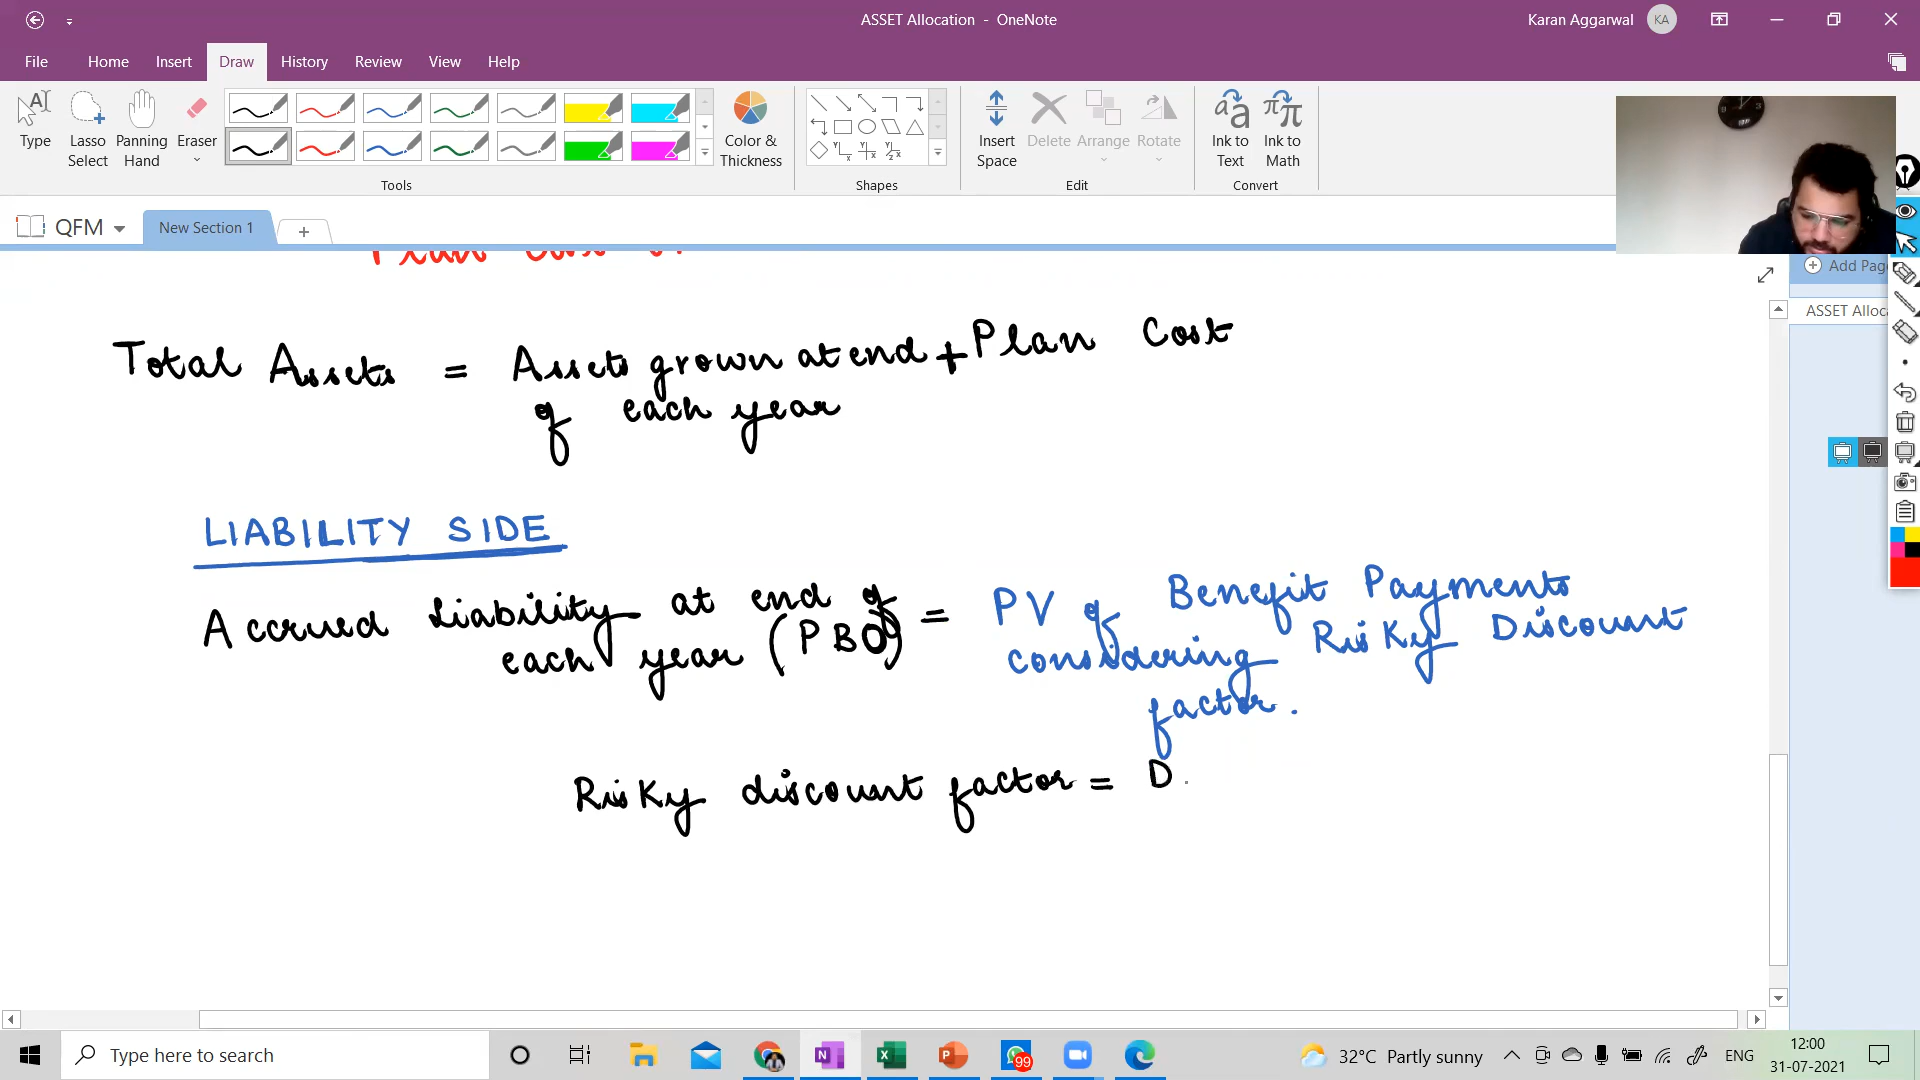 ASSET Allocation - OneNote
Karan Aggarwal KA
File Home Insert Draw History Review View Help
Type
Lasso Select
Panning Hand
Eraser
Color & Thickness
Insert Space
Delete
Arrange
Rotate
Ink to Text
Ink to Math
Tools
Shapes
Edit
Convert
QFM
New Section 1
Add Pag
ASSET Alloc
Total Assets = Assets grown at end + Plan Cost
of each year
LIABILITY SIDE
Accrued Liability at end of = PV of Benefit Payments
each year (PBO) considering Risky Discount
factor.
Risky discount factor = D
Type here to search
99
32°C Partly sunny
ENG
12:00
31-07-2021